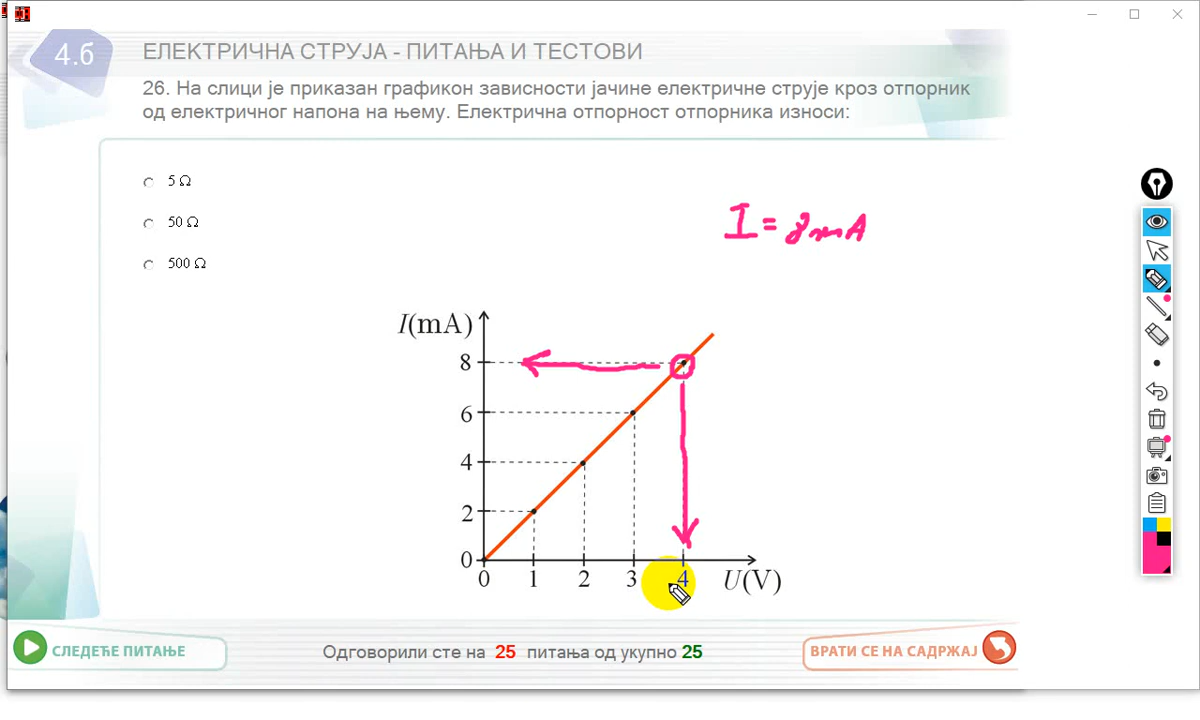 4.6
ЕЛЕКТРИЧНА СТРУЈА - ПИТАЊА И ТЕСТОВИ
26. На слици је приказан графикон зависности јачине електричне струје кроз отпорник
од електричног напона на њему. Електрична отпорност отпорника износи:
5 Ω
50 Ω
500 Ω
I = 8mA
I(mA)
8
6
4
2
0
0 1 2 3 4 U(V)
СЛЕДЕЋЕ ПИТАЊЕ
Одговорили сте на 25 питања од укупно 25
ВРАТИ СЕ НА САДРЖАЈ